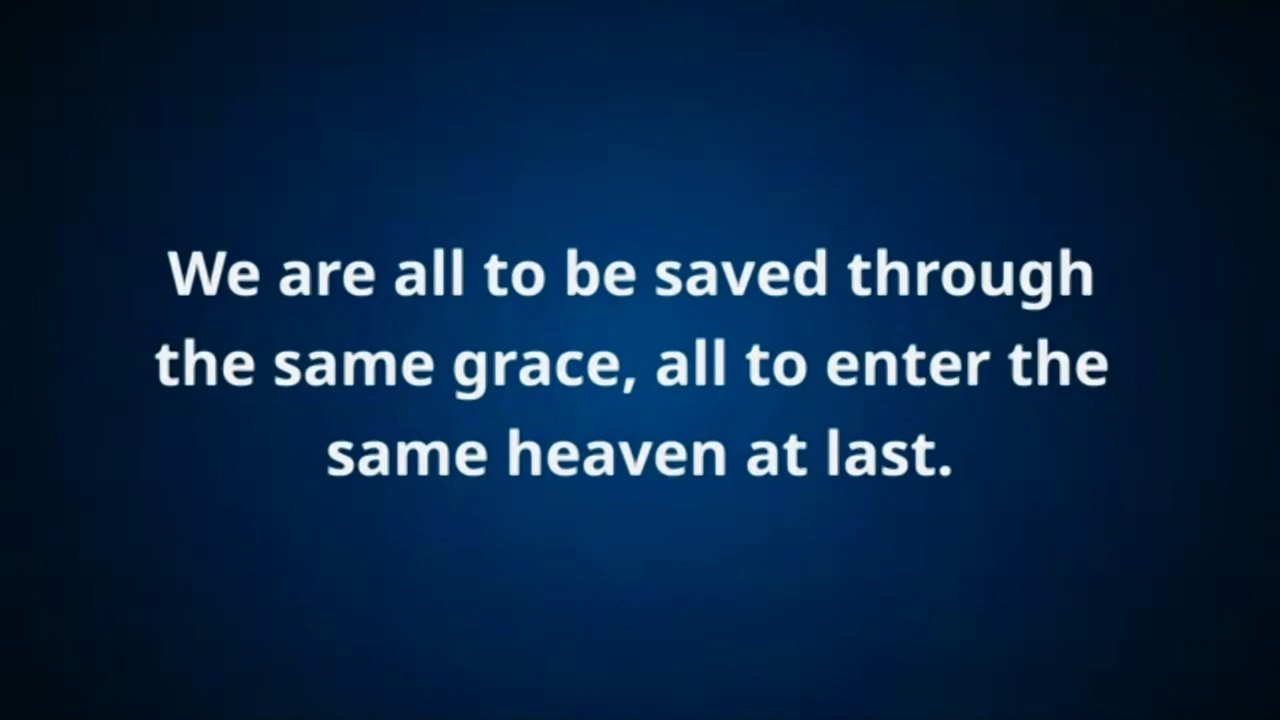 We are all to be saved through
the same grace, all to enter the
same heaven at last.